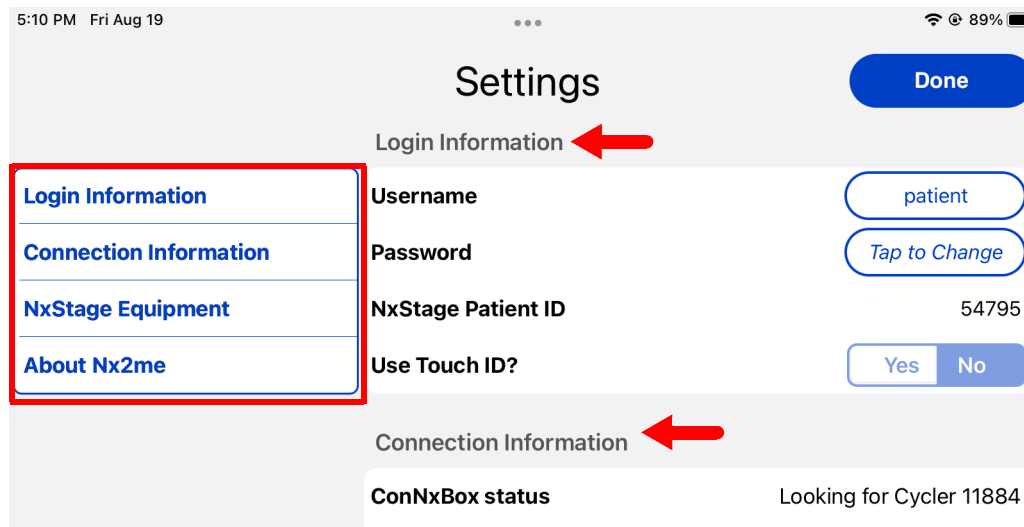 5:10 PM Fri Aug 19
89%
Settings
Done
Login Information
Login Information
Connection Information
NxStage Equipment
About Nx2me
Username
patient
Password
Tap to Change
NxStage Patient ID
54795
Use Touch ID?
Yes No
Connection Information
ConNxBox status
Looking for Cycler 11884